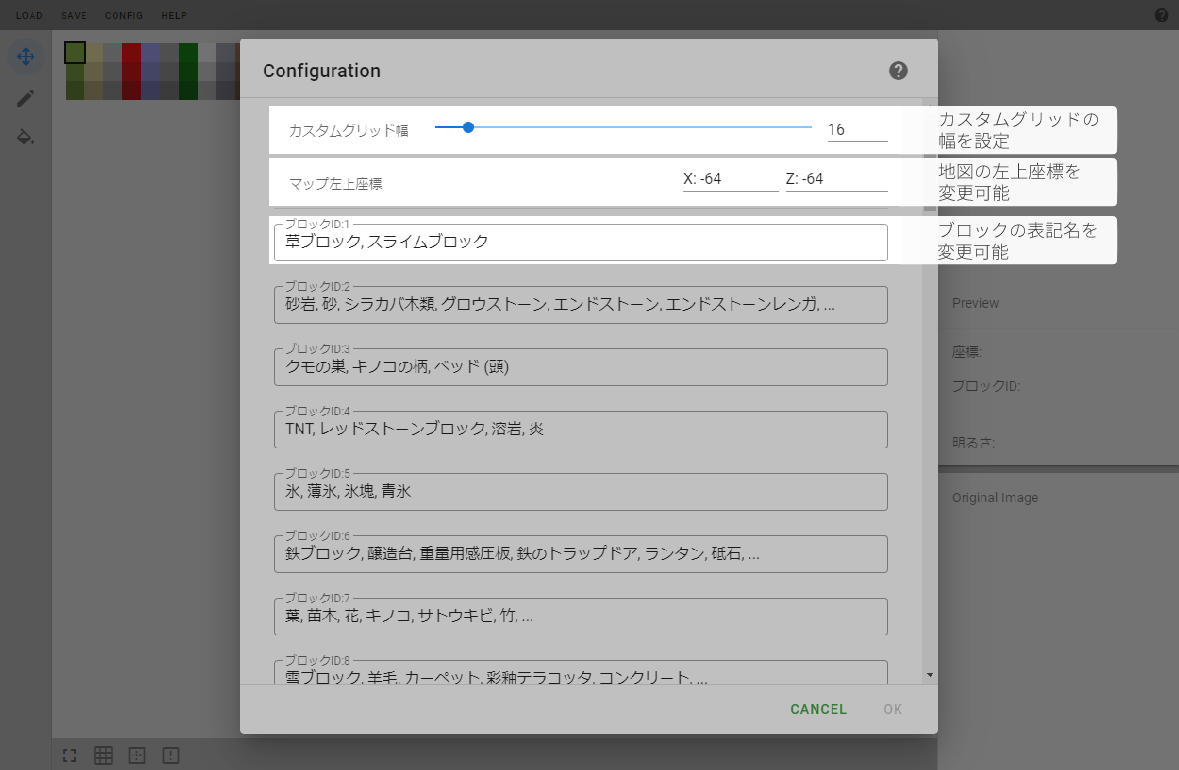 LOAD SAVE CONFIG HELP
Configuration
カスタムグリッド幅 16
カスタムグリッドの
幅を設定
マップ左上座標 X: -64 Z: -64
地図の左上座標を
変更可能
ブロックID:1
草ブロック, スライムブロック
ブロックの表記名を
変更可能
ブロックID:2
砂岩, 砂, シラカバ木類, グロウストーン, エンドストーン, エンドストーンレンガ, ...
ブロックID:3
クモの巣, キノコの柄, ベッド (頭)
ブロックID:4
TNT, レッドストーンブロック, 溶岩, 炎
ブロックID:5
氷, 薄氷, 氷塊, 青氷
ブロックID:6
鉄ブロック, 醸造台, 重量用感圧板, 鉄のトラップドア, ランタン, 砥石, ...
ブロックID:7
葉, 苗木, 花, キノコ, サトウキビ, 竹, ...
ブロックID:8
雪ブロック, 羊毛, カーペット, 彩釉テラコッタ, コンクリート, ...
CANCEL OK
Preview
座標:
ブロックID:
明るさ:
Original Image